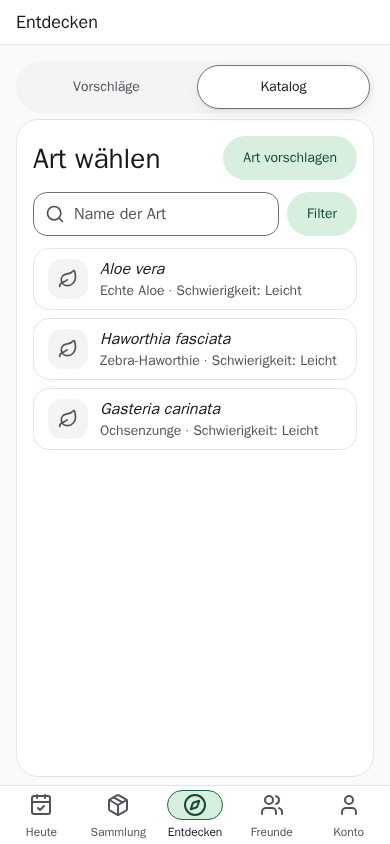 Entdecken
Vorschläge
Katalog
Art wählen
Art vorschlagen
Name der Art
Filter
Aloe vera
Echte Aloe · Schwierigkeit: Leicht
Haworthia fasciata
Zebra-Haworthie · Schwierigkeit: Leicht
Gasteria carinata
Ochsenzunge · Schwierigkeit: Leicht
Heute
Sammlung
Entdecken
Freunde
Konto